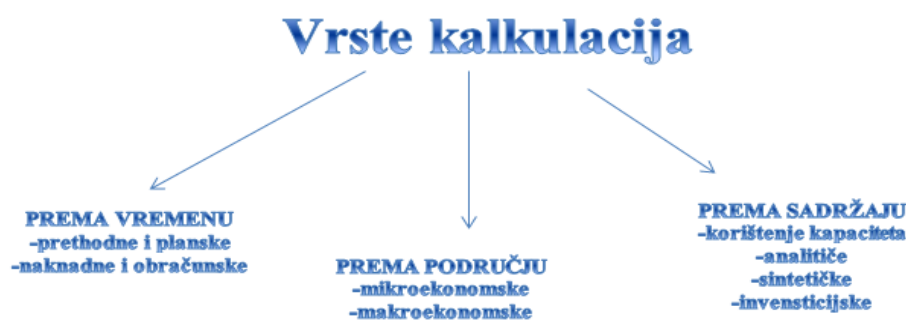 Vrste kalkulacija
PREMA VREMENU
-prethodne i planske
-naknadne i obračunske
PREMA PODRUČJU
-mikroekonomske
-makroekonomske
PREMA SADRŽAJU
-korištenje kapaciteta
-analitiče
-sintetičke
-invensticijske